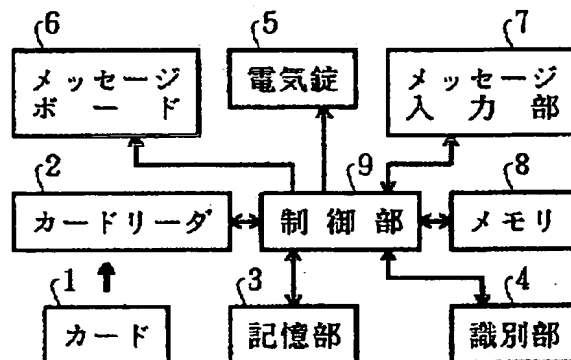 6
5
7
メッセージ
ボード
電気錠
メッセージ
入力部
2
9
8
カードリーダ
制御部
メモリ
1
3
4
カード
記憶部
識別部